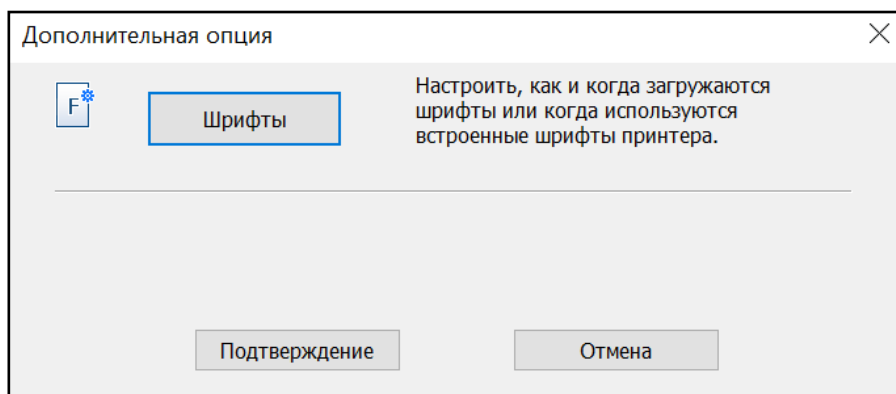 Дополнительная опция
F
Шрифты
Настроить, как и когда загружаются
шрифты или когда используются
встроенные шрифты принтера.
Подтверждение
Отмена